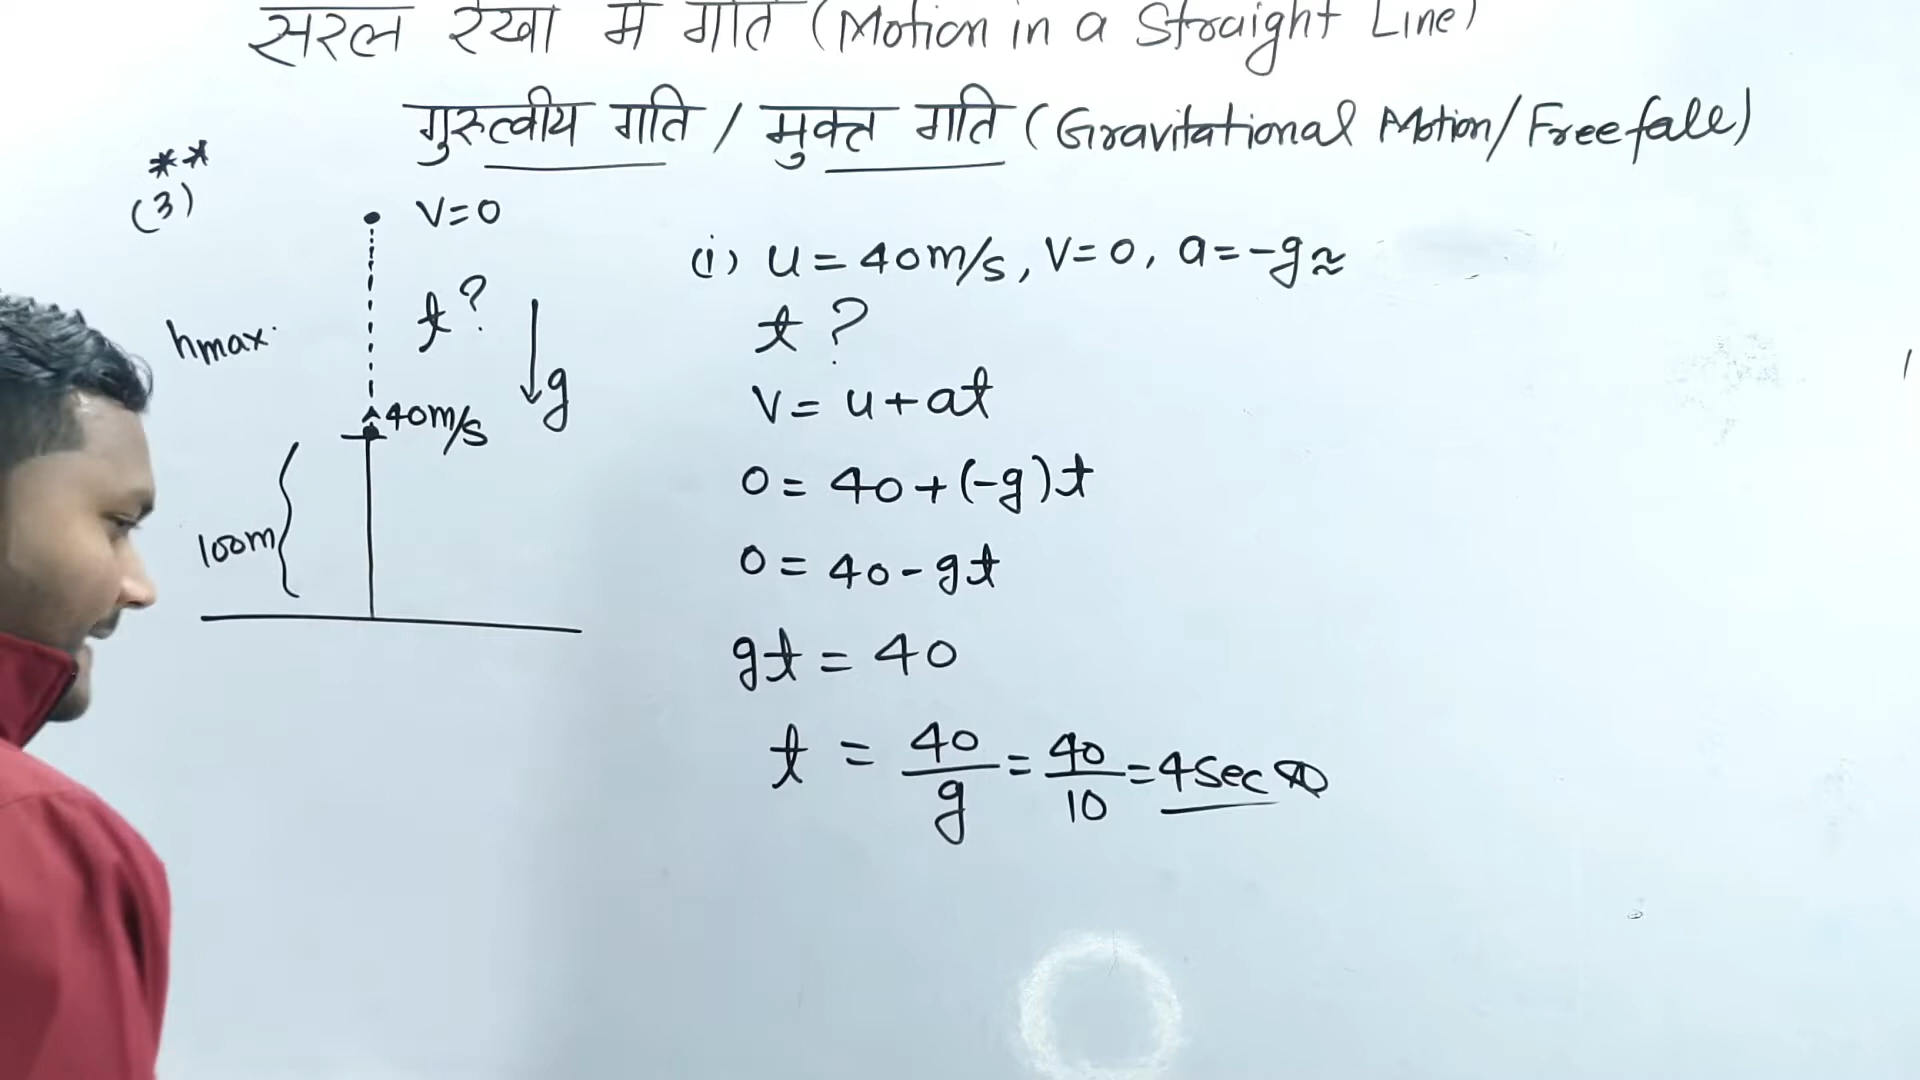 सरल रेखा में गति (Motion in a Straight Line)
गुरुत्वीय गति / मुक्त गति (Gravitational Motion/Freefall)
**
(3)
V=0
t?
hmax.
g
40m/s
100m
(i) u = 40m/s, V=0, a=-g
t ?
V = u+at
0 = 40+(-g)t
0 = 40-gt
gt = 40
t = 40/g = 40/10 = 4Sec